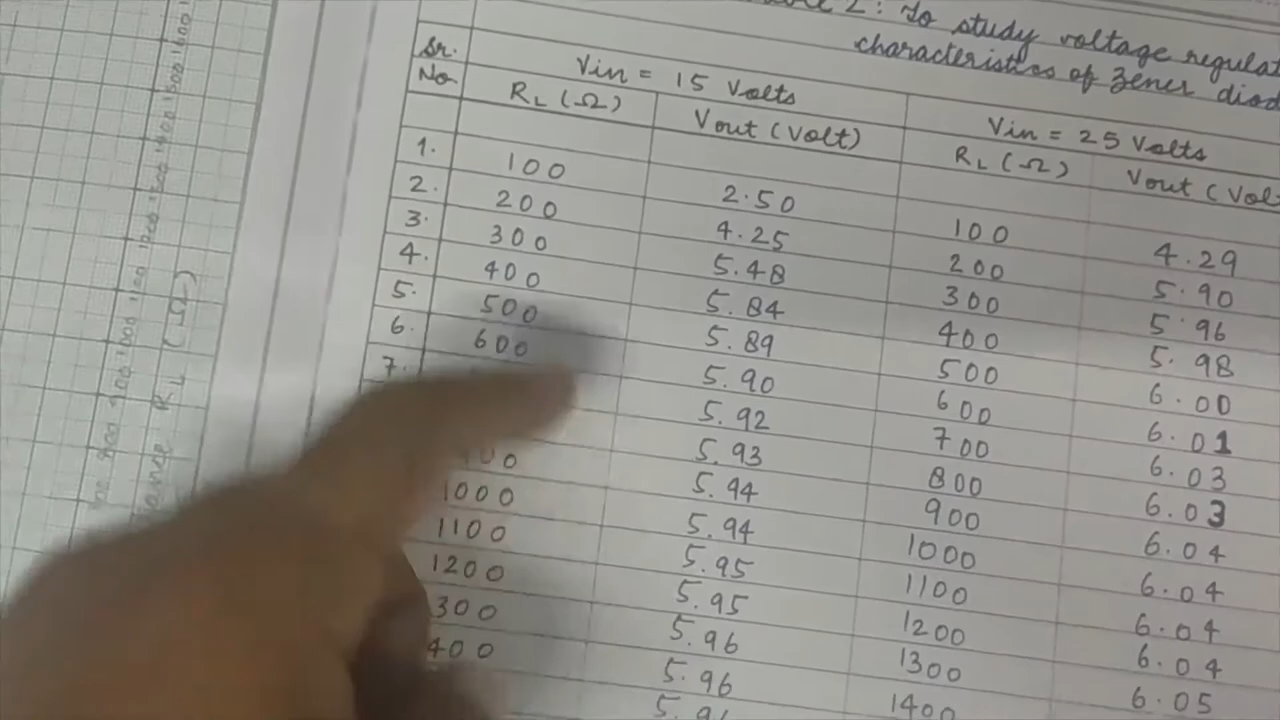 2: To study voltage
characteristics of zener
Sr. No. Vin = 15 Volts Vin = 25 Volts
RL (Ω) Vout (Volt) RL (Ω) Vout
1. 100 2.50 100 4.29
2. 200 4.25 200 5.90
3. 300 5.48 300 5.96
4. 400 5.84 400 5.98
5. 500 5.89 500 6.00
6. 600 5.90 600 6.01
7. 5.92 700 6.03
5.93 800 6.03
5.94 900 6.04
1000 5.94 1000 6.04
1100 5.95 1100 6.04
1200 5.95 1200 6.04
300 5.96 1300 6.05
400 5.96 1400
RL (Ω)